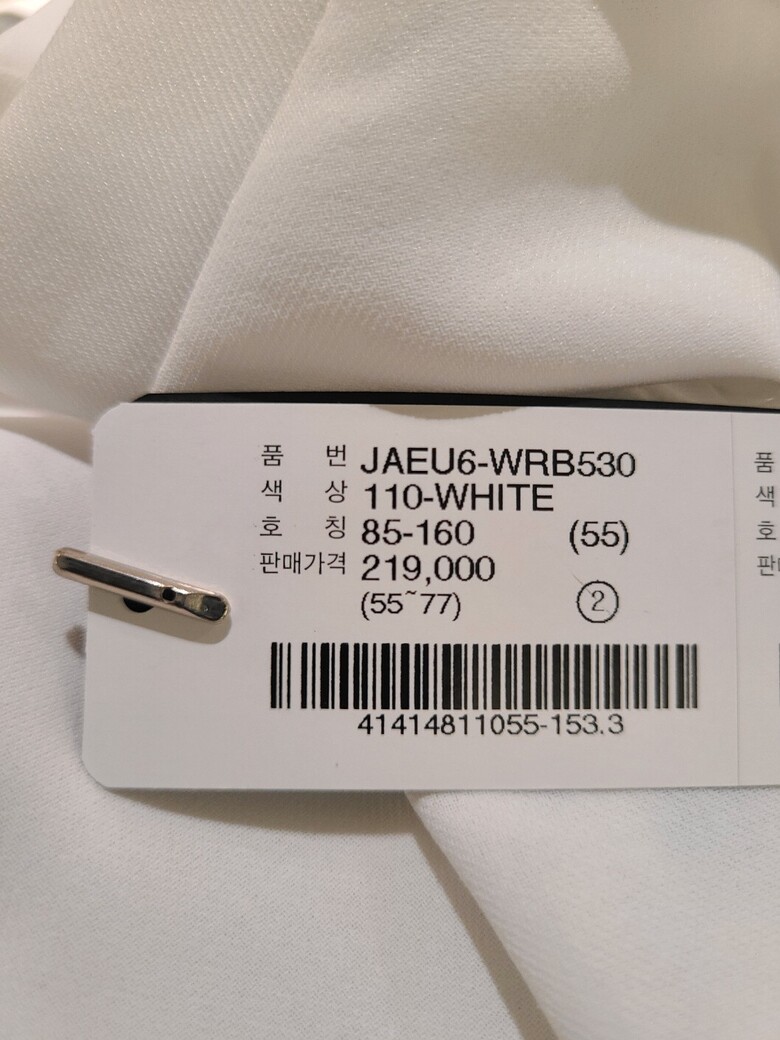 품 번 JAEU6-WRB530
색 상 110-WHITE
호 칭 85-160 (55)
판매가격 219,000
(55~77) ②
41414811055-153.3
품
색
호